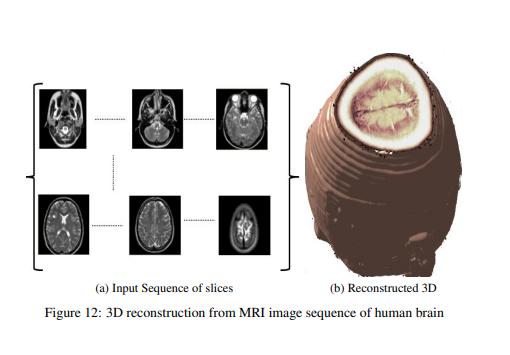 (a) Input Sequence of slices
(b) Reconstructed 3D
Figure 12: 3D reconstruction from MRI image sequence of human brain